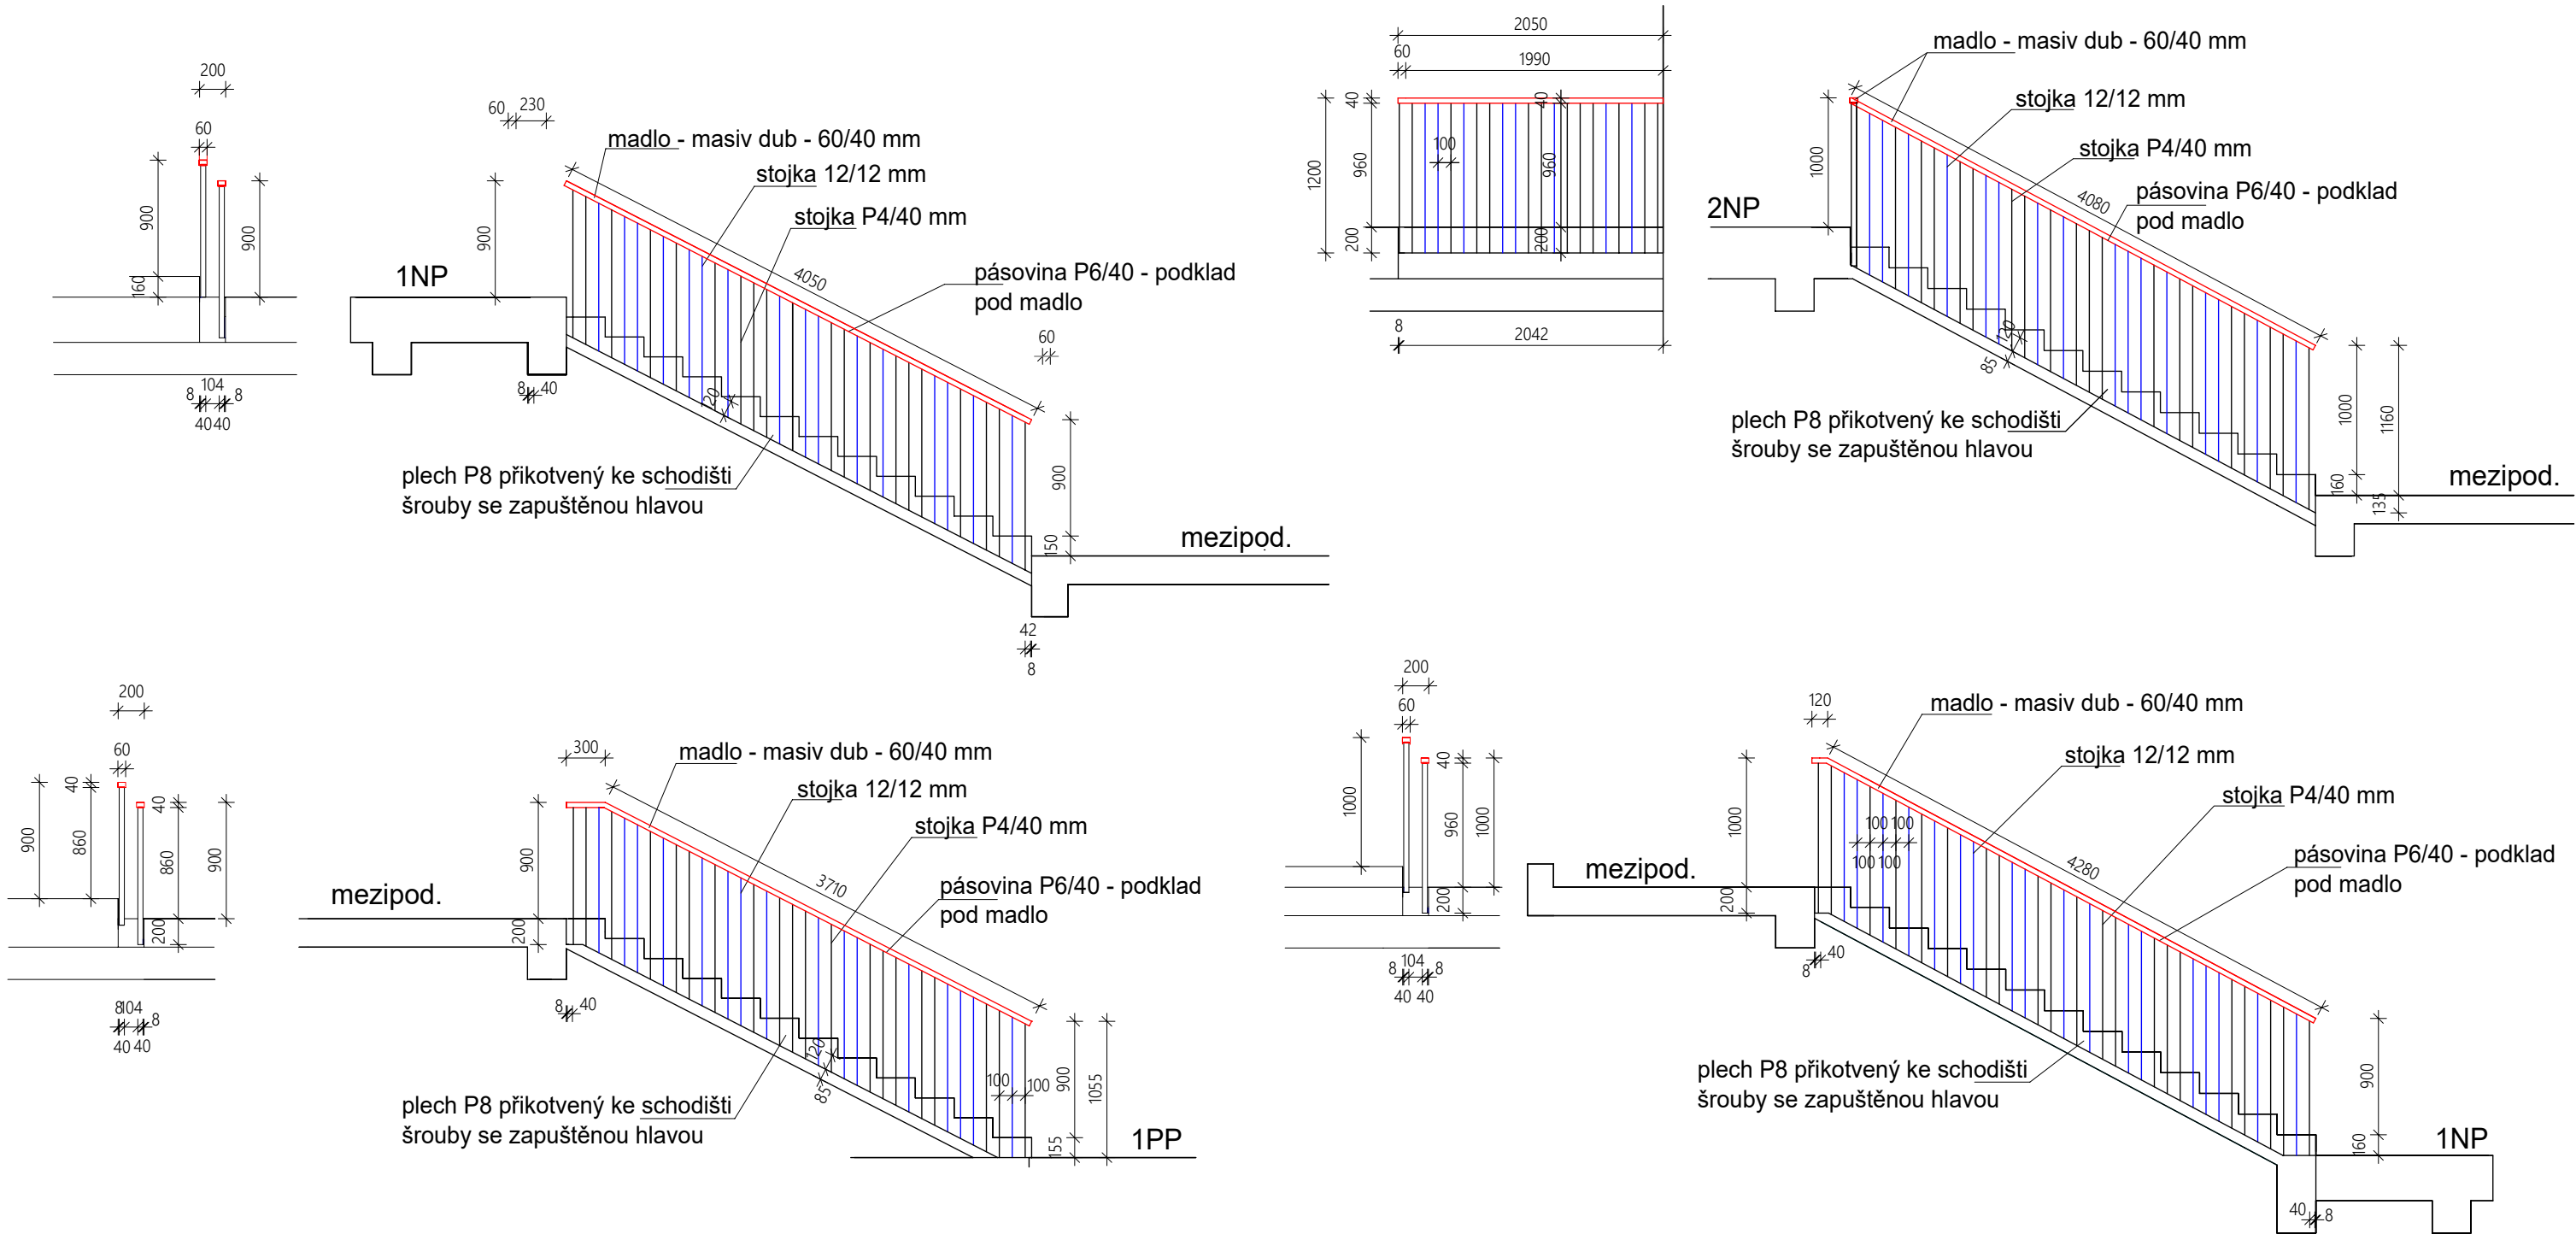 200
60
900
160
900
8
104
8
40
40
60
230
madlo - masiv dub - 60/40 mm
stojka 12/12 mm
stojka P4/40 mm
1NP
900
4050
pásovina P6/40 - podklad
pod madlo
60
8
40
120
plech P8 přikotvený ke schodišti
šrouby se zapuštěnou hlavou
900
150
mezipod.
42
8
2050
60
1990
40
40
1200
960
100
960
200
200
8
2042
madlo - masiv dub - 60/40 mm
stojka 12/12 mm
stojka P4/40 mm
1000
pásovina P6/40 - podklad
pod madlo
2NP
4080
120
85
plech P8 přikotvený ke schodišti
šrouby se zapuštěnou hlavou
1000
1160
160
135
mezipod.
200
60
40
40
900
860
860
900
200
8
104
8
40
40
300
madlo - masiv dub - 60/40 mm
stojka 12/12 mm
stojka P4/40 mm
900
3710
pásovina P6/40 - podklad
pod madlo
mezipod.
200
8
40
120
85
100
100
900
1055
155
plech P8 přikotvený ke schodišti
šrouby se zapuštěnou hlavou
1PP
200
60
1000
40
960
1000
200
8
104
8
40
40
120
madlo - masiv dub - 60/40 mm
stojka 12/12 mm
stojka P4/40 mm
1000
100
100
100
100
4280
pásovina P6/40 - podklad
pod madlo
mezipod.
200
8
40
plech P8 přikotvený ke schodišti
šrouby se zapuštěnou hlavou
900
160
1NP
40
8